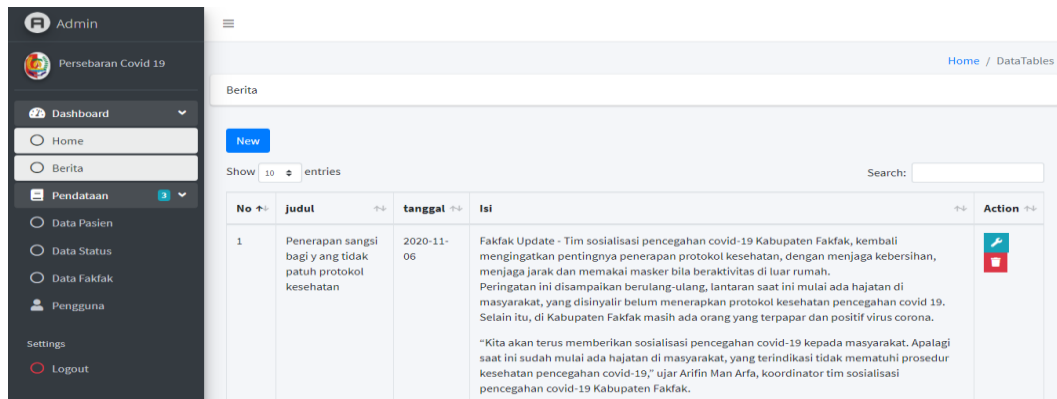 Admin
Persebaran Covid 19
Dashboard
Home
Berita
Pendataan 3
Data Pasien
Data Status
Data Fakfak
Pengguna
Settings
Logout
Home / DataTables
Berita
New
Show 10 entries
Search:
No judul tanggal Isi Action
1
Penerapan sangsi
bagi y ang tidak
patuh protokol
kesehatan
2020-11-
06
Fakfak Update - Tim sosialisasi pencegahan covid-19 Kabupaten Fakfak, kembali
mengingatkan pentingnya penerapan protokol kesehatan, dengan menjaga kebersihan,
menjaga jarak dan memakai masker bila beraktivitas di luar rumah.
Peringatan ini disampaikan berulang-ulang, lantaran saat ini mulai ada hajatan di
masyarakat, yang disinyalir belum menerapkan protokol kesehatan pencegahan covid 19.
Selain itu, di Kabupaten Fakfak masih ada orang yang terpapar dan positif virus corona.
“Kita akan terus memberikan sosialisasi pencegahan covid-19 kepada masyarakat. Apalagi
saat ini sudah mulai ada hajatan di masyarakat, yang terindikasi tidak mematuhi prosedur
kesehatan pencegahan covid-19,” ujar Arifin Man Arfa, koordinator tim sosialisasi
pencegahan covid-19 Kabupaten Fakfak.